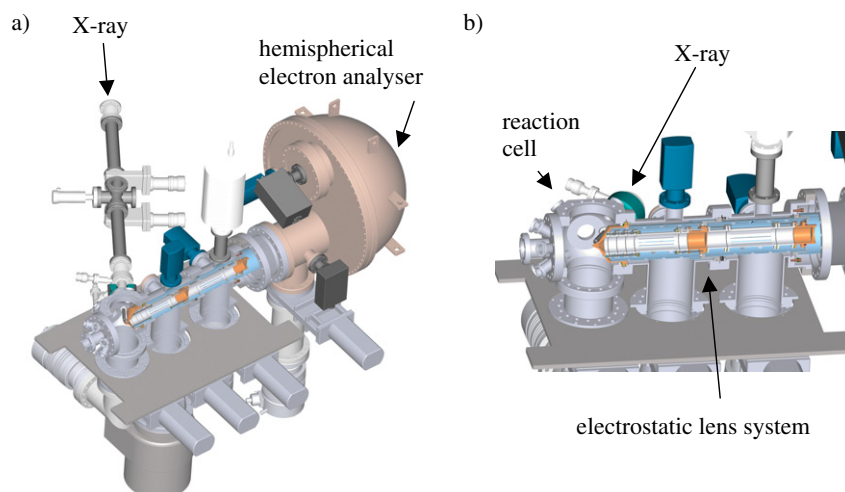 a)
X-ray
hemispherical
electron analyser
b)
X-ray
reaction
cell
electrostatic lens system